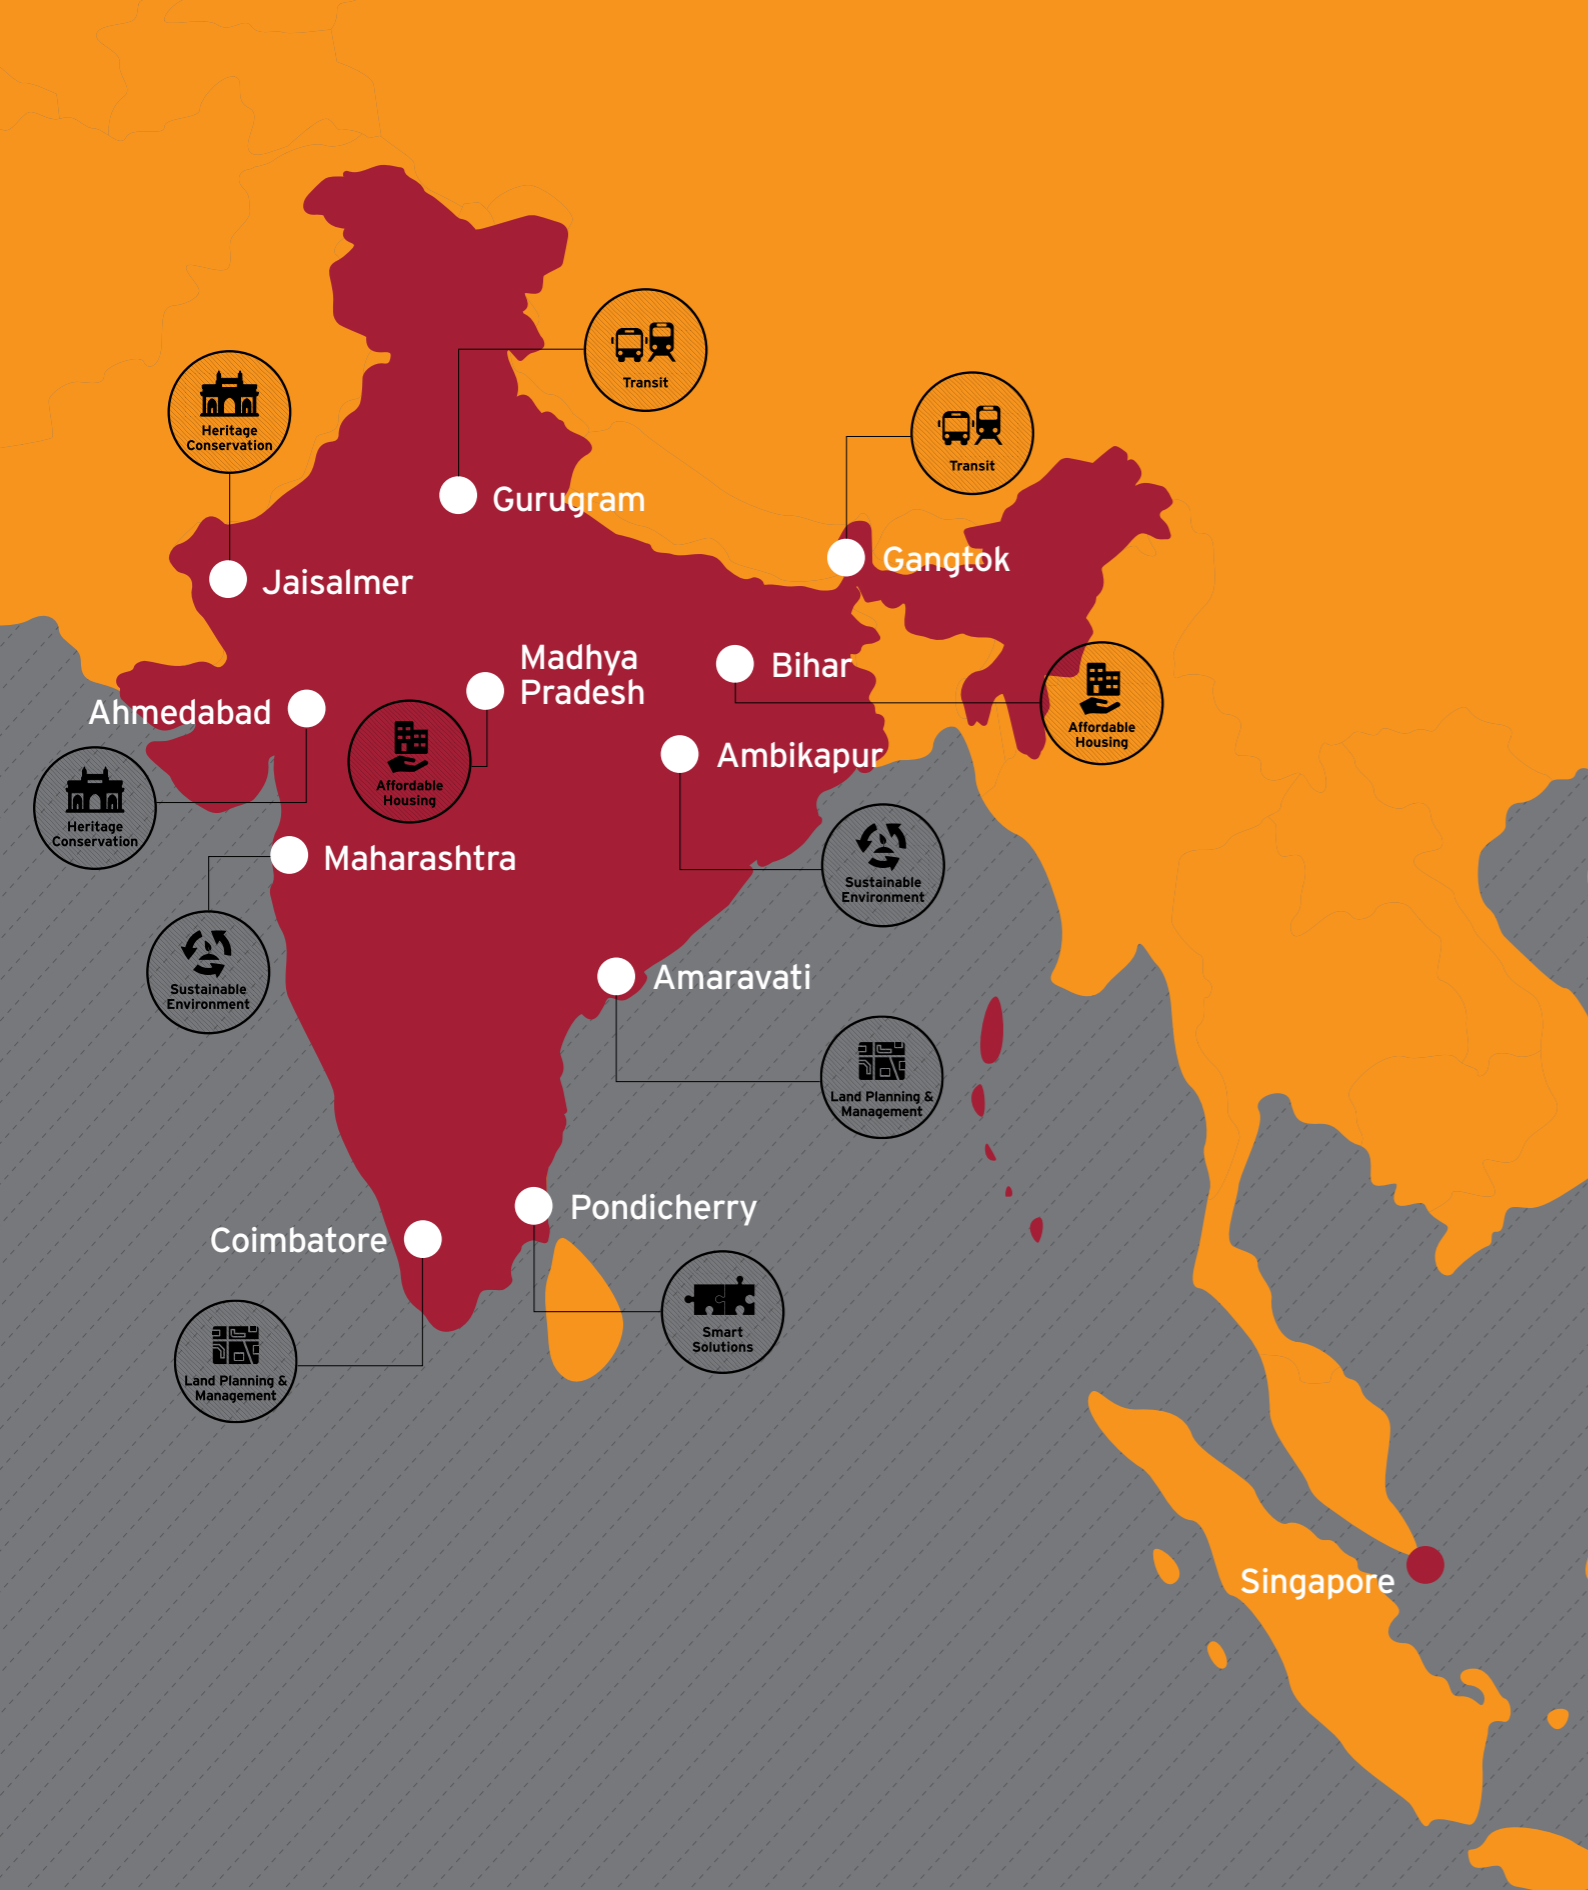 Transit
Heritage
Conservation
Transit
Gurugram
Gangtok
Jaisalmer
Madhya
Pradesh
Bihar
Ahmedabad
Affordable
Housing
Ambikapur
Affordable
Housing
Heritage
Conservation
Maharashtra
Sustainable
Environment
Sustainable
Environment
Amaravati
Land Planning &
Management
Pondicherry
Coimbatore
Smart
Solutions
Land Planning &
Management
Singapore